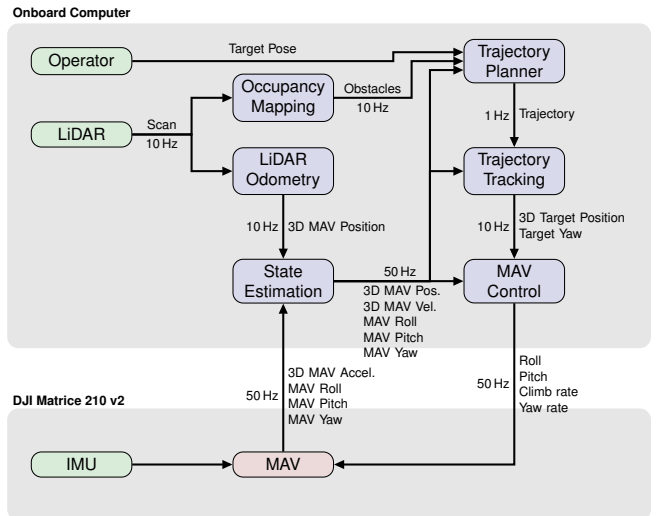 Onboard Computer
Operator
Target Pose
Trajectory
Planner
Occupancy
Mapping
Obstacles
10 Hz
LiDAR
Scan
10 Hz
1 Hz
Trajectory
LiDAR
Odometry
Trajectory
Tracking
10 Hz
3D MAV Position
10 Hz
3D Target Position
Target Yaw
State
Estimation
50 Hz
3D MAV Pos.
3D MAV Vel.
MAV Roll
MAV Pitch
MAV Yaw
MAV
Control
50 Hz
3D MAV Accel.
MAV Roll
MAV Pitch
MAV Yaw
50 Hz
Roll
Pitch
Climb rate
Yaw rate
DJI Matrice 210 v2
IMU
MAV